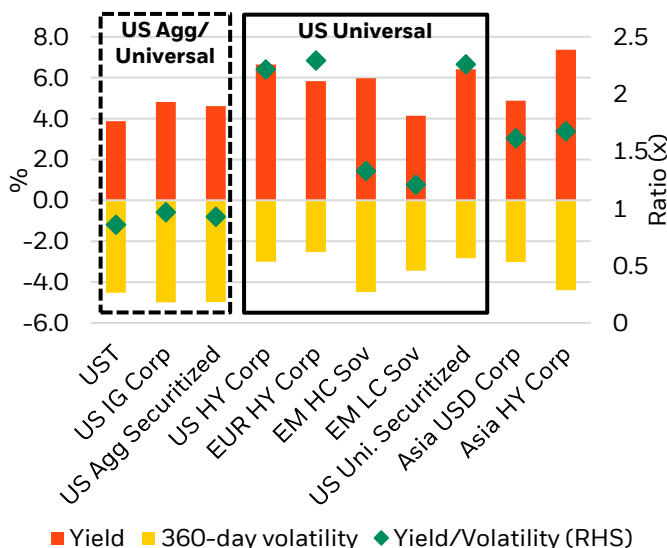 US Agg/
Universal
US Universal
8.0
6.0
4.0
2.0
0.0
-2.0
-4.0
-6.0
%
2.5
2
1.5
1
0.5
0
Ratio (x)
UST
US IG Corp
US Agg Securitized
US HY Corp
EUR HY Corp
EM HC Sov
EM LC Sov
US Uni. Securitized
Asia USD Corp
Asia HY Corp
Yield 360-day volatility Yield/Volatility (RHS)